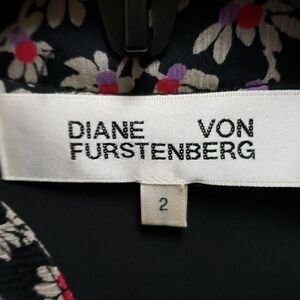 DIANE VON
FURSTENBERG
2